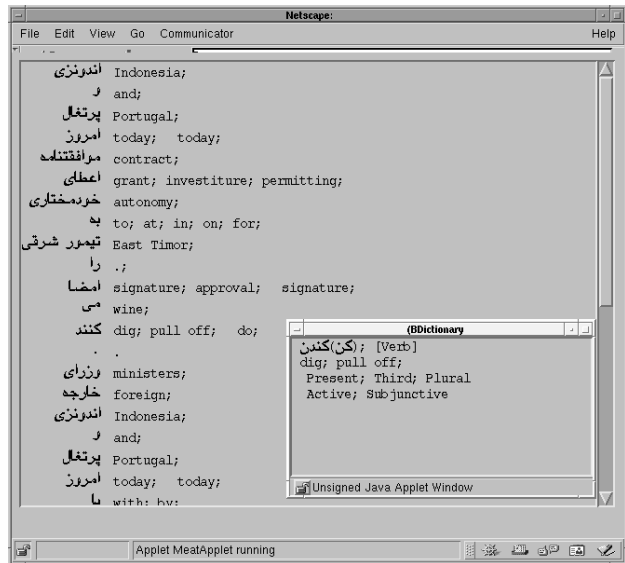 Netscape:
File Edit View Go Communicator Help
اندونزی Indonesia;
و and;
پرتغال Portugal;
امروز today; today;
موافقتنامه contract;
اعطای grant; investiture; permitting;
خودمختاری autonomy;
به to; at; in; on; for;
تیمور شرقی East Timor;
را .;
امضا signature; approval; signature;
می wine;
کنند dig; pull off; do;
. .
وزرای ministers;
خارجه foreign;
اندونزی Indonesia;
و and;
پرتغال Portugal;
امروز today; today;
با with; by;
(BDictionary
کندن(کن); [Verb]
dig; pull off;
Present; Third; Plural
Active; Subjunctive
Unsigned Java Applet Window
Applet MeatApplet running